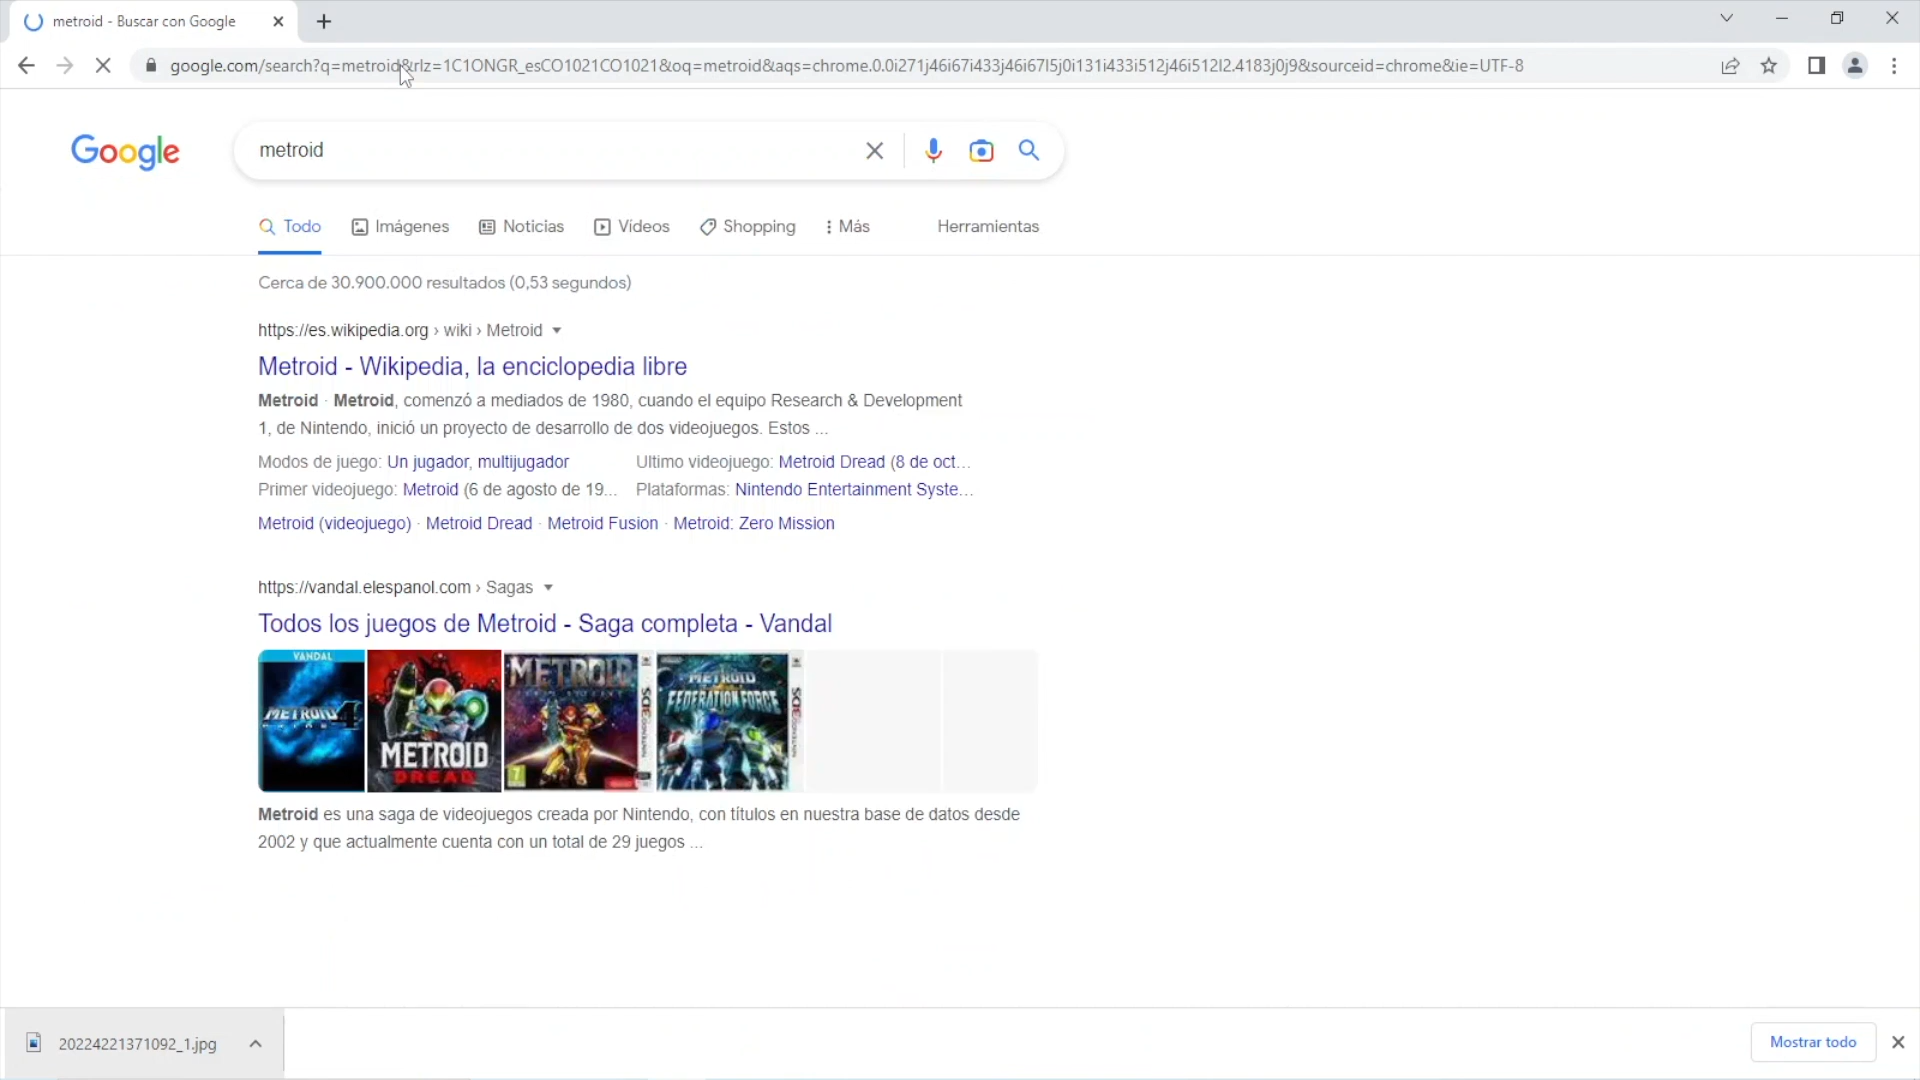 metroid - Buscar con Google
google.com/search?q=metroid&rlz=1C1ONGR_esCO1021CO1021&oq=metroid&aqs=chrome.0.0i271j46i67i433j46i67l5j0i131i433i512j46i512l2.4183j0j9&sourceid=chrome&ie=UTF-8
Google
metroid
Todo
Imágenes
Noticias
Vídeos
Shopping
Más
Herramientas
Cerca de 30.900.000 resultados (0,53 segundos)
https://es.wikipedia.org › wiki › Metroid
Metroid - Wikipedia, la enciclopedia libre
Metroid · Metroid, comenzó a mediados de 1980, cuando el equipo Research & Development
1, de Nintendo, inició un proyecto de desarrollo de dos videojuegos. Estos ...
Modos de juego: Un jugador, multijugador
Ultimo videojuego: Metroid Dread (8 de oct...
Primer videojuego: Metroid (6 de agosto de 19...
Plataformas: Nintendo Entertainment Syste...
Metroid (videojuego) · Metroid Dread · Metroid Fusion · Metroid: Zero Mission
https://vandal.elespanol.com › Sagas
Todos los juegos de Metroid - Saga completa - Vandal
VANDAL
METROID
4
METROID
DREAD
METROID
NINTENDO 3DS
7
METROID
FEDERATION FORCE
NINTENDO 3DS
Metroid es una saga de videojuegos creada por Nintendo, con títulos en nuestra base de datos desde
2002 y que actualmente cuenta con un total de 29 juegos ...
20224221371092_1.jpg
Mostrar todo